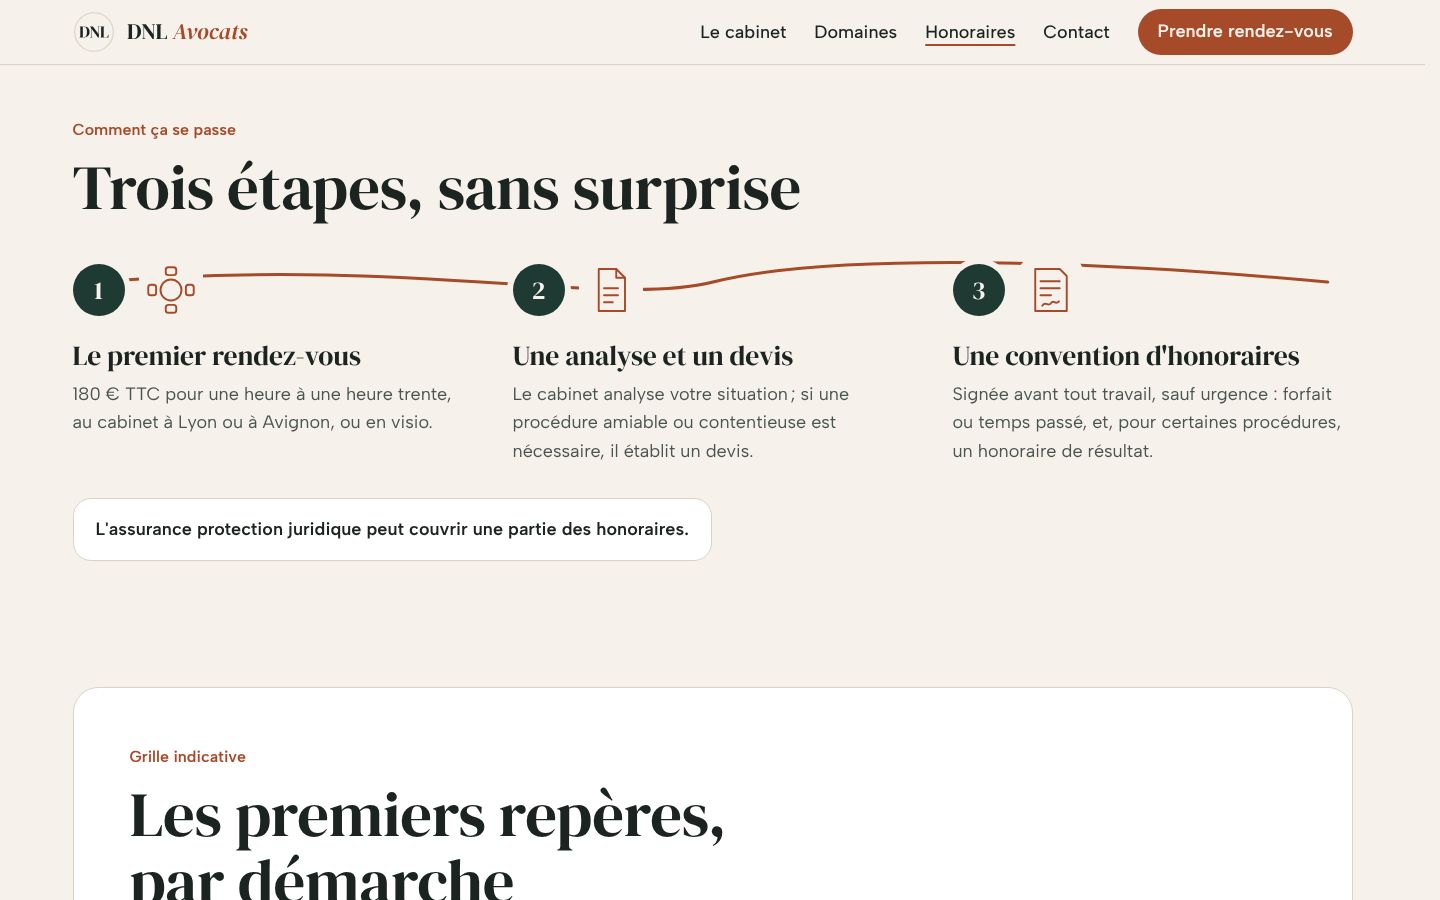 DNL DNL Avocats Le cabinet Domaines Honoraires Contact Prendre rendez-vous
Comment ça se passe
Trois étapes, sans surprise
1 2 3
Le premier rendez-vous
180 € TTC pour une heure à une heure trente,
au cabinet à Lyon ou à Avignon, ou en visio.
Une analyse et un devis
Le cabinet analyse votre situation ; si une
procédure amiable ou contentieuse est
nécessaire, il établit un devis.
Une convention d'honoraires
Signée avant tout travail, sauf urgence : forfait
ou temps passé, et, pour certaines procédures,
un honoraire de résultat.
L'assurance protection juridique peut couvrir une partie des honoraires.
Grille indicative
Les premiers repères,
par démarche